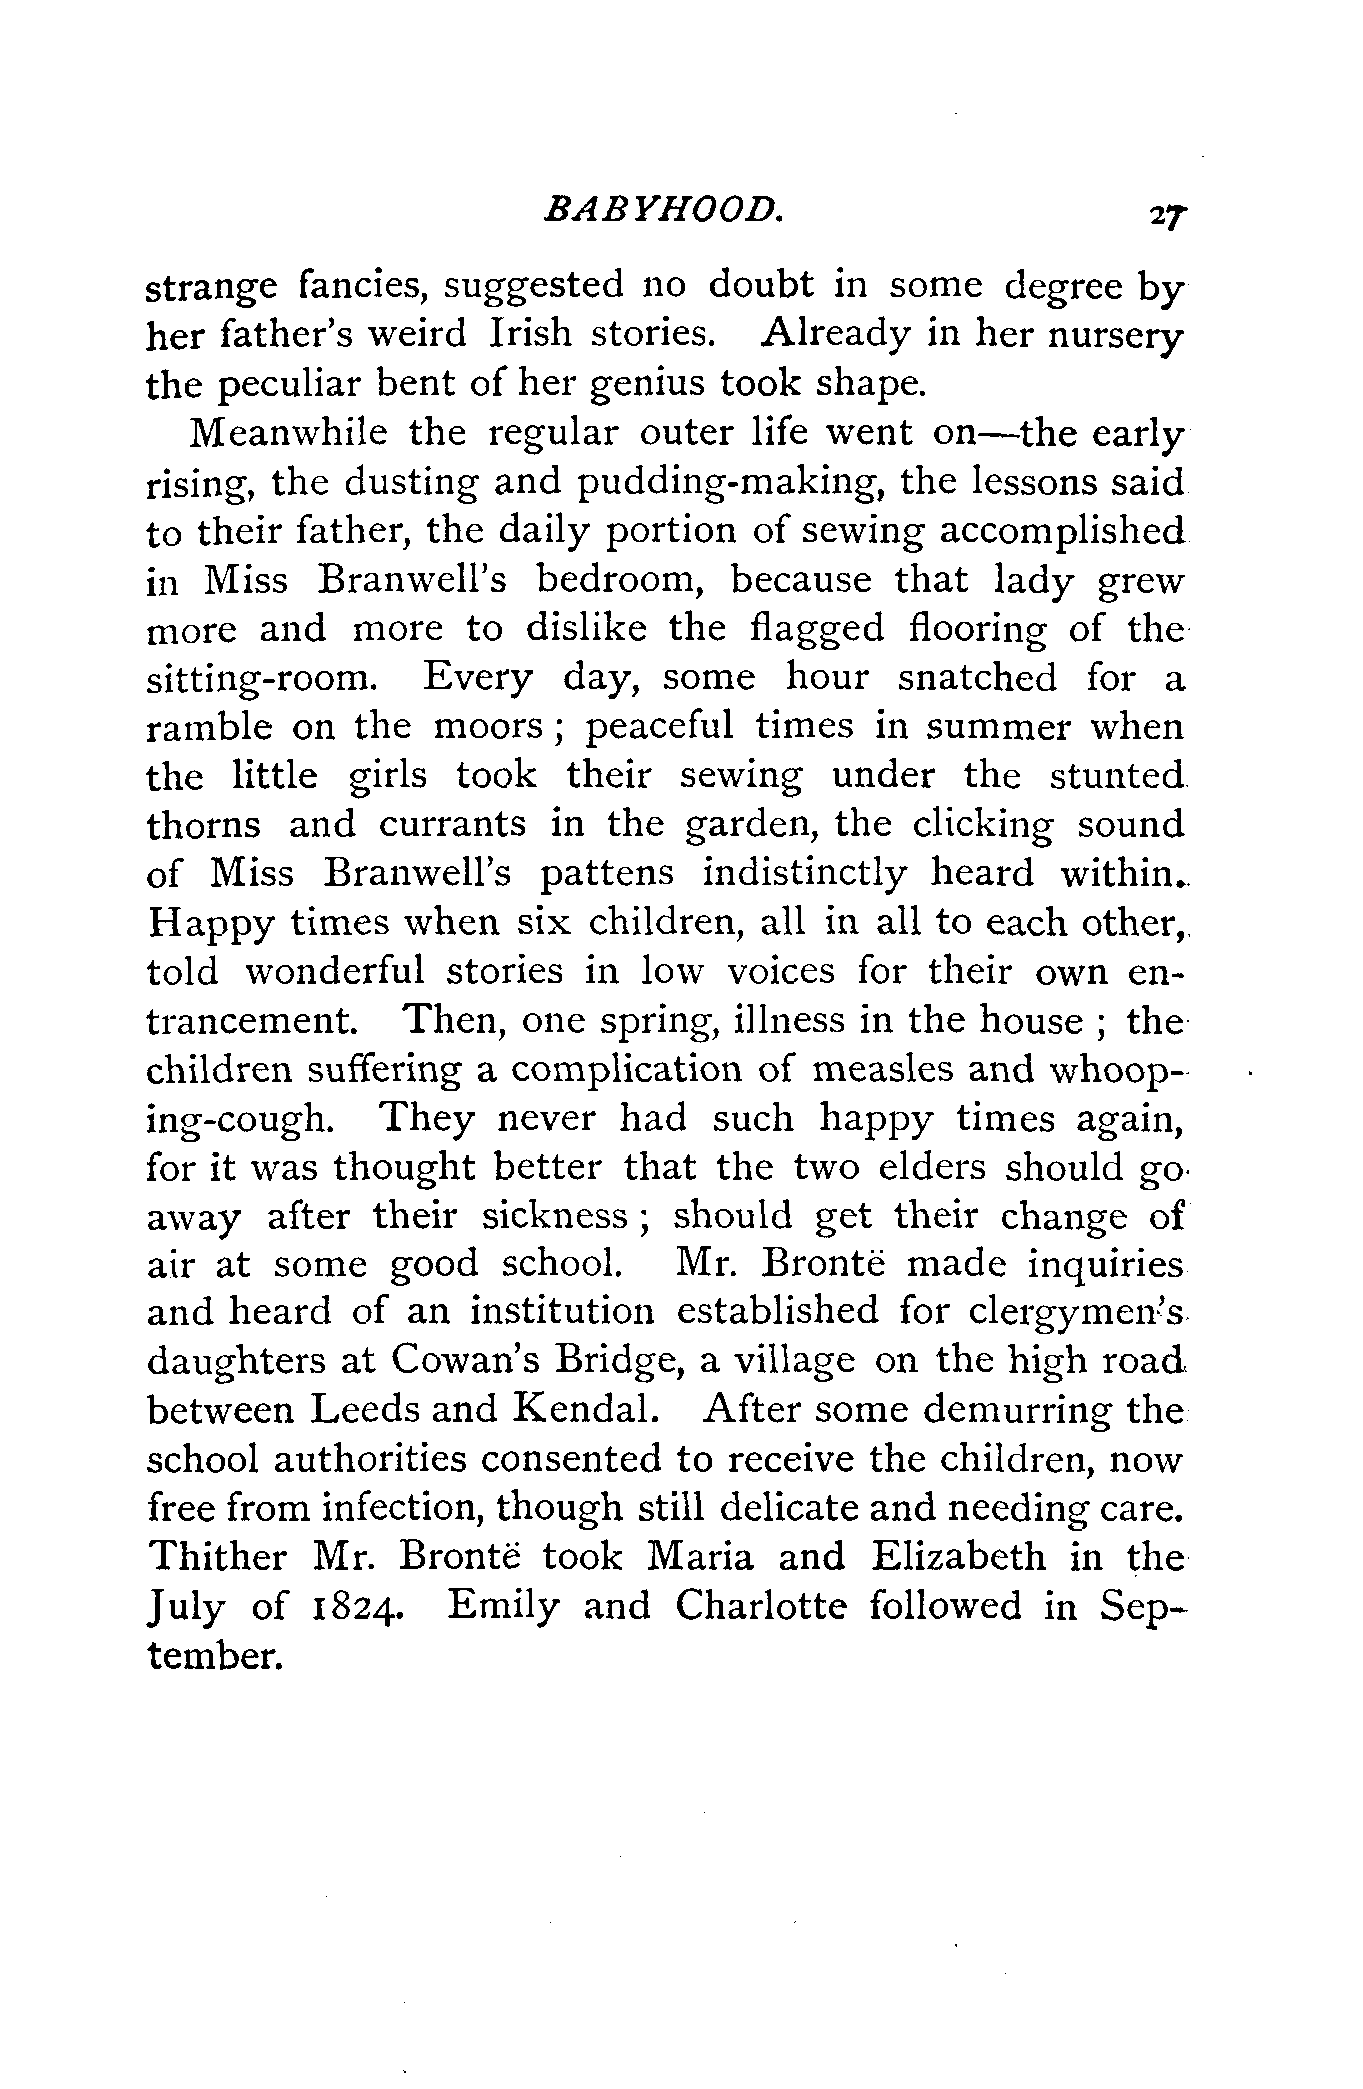 BABYHOOD. 27
strange fancies, suggested no doubt in some degree by
her father's weird Irish stories. Already in her nursery
the peculiar bent of her genius took shape.
Meanwhile the regular outer life went on—the early
rising, the dusting and pudding-making, the lessons said
to their father, the daily portion of sewing accomplished
in Miss Branwell's bedroom, because that lady grew
more and more to dislike the flagged flooring of the
sitting-room. Every day, some hour snatched for a
ramble on the moors ; peaceful times in summer when
the little girls took their sewing under the stunted
thorns and currants in the garden, the clicking sound
of Miss Branwell's pattens indistinctly heard within.
Happy times when six children, all in all to each other,
told wonderful stories in low voices for their own en-
trancement. Then, one spring, illness in the house ; the
children suffering a complication of measles and whoop-
ing-cough. They never had such happy times again,
for it was thought better that the two elders should go
away after their sickness ; should get their change of
air at some good school. Mr. Brontë made inquiries
and heard of an institution established for clergymen's
daughters at Cowan's Bridge, a village on the high road
between Leeds and Kendal. After some demurring the
school authorities consented to receive the children, now
free from infection, though still delicate and needing care.
Thither Mr. Brontë took Maria and Elizabeth in the
July of 1824. Emily and Charlotte followed in Sep-
tember.